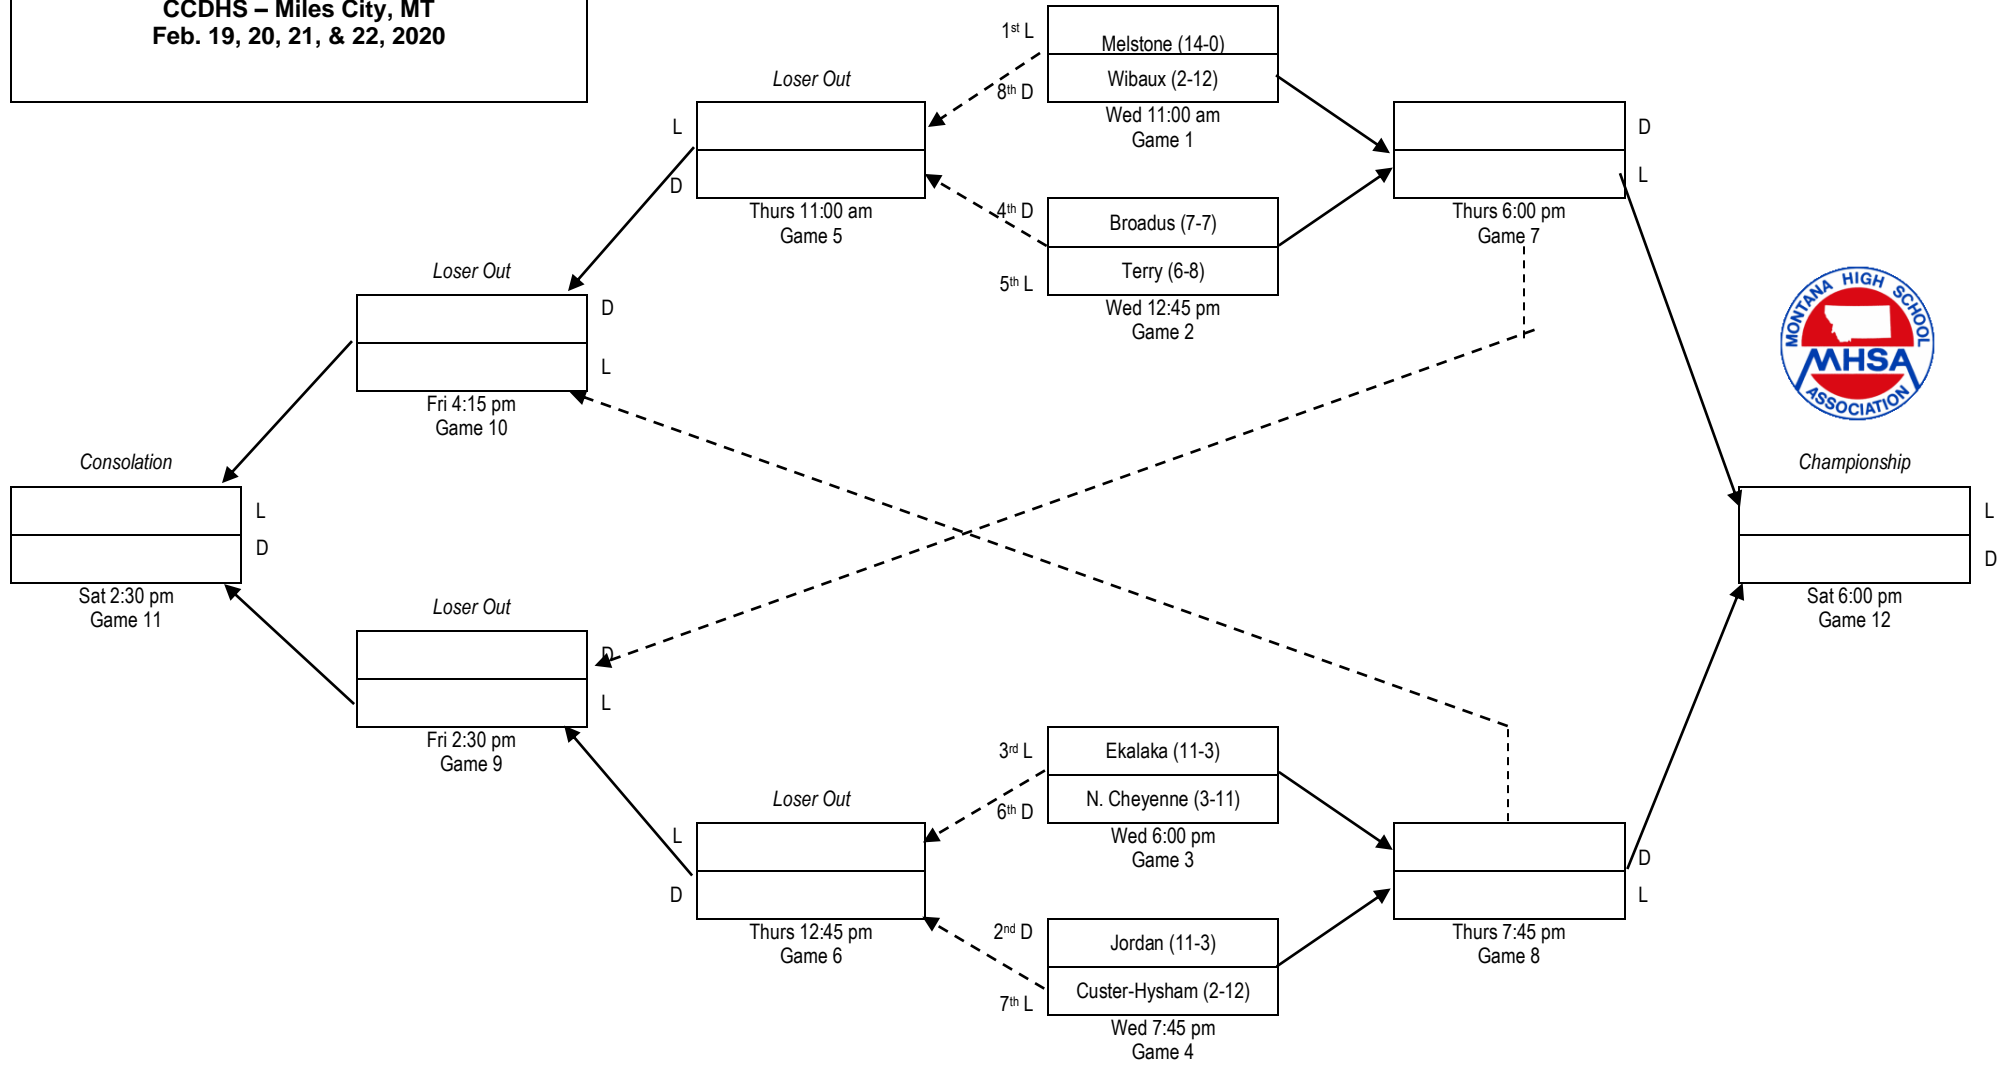 CCDHS – Miles City, MT
Feb. 19, 20, 21, & 22, 2020
1st L
Melstone (14-0)
8th D
Wibaux (2-12)
Wed 11:00 am
Game 1
Loser Out
L
D
Thurs 11:00 am
Game 5
4th D
Broadus (7-7)
5th L
Terry (6-8)
Wed 12:45 pm
Game 2
D
L
Thurs 6:00 pm
Game 7
Loser Out
D
L
Fri 4:15 pm
Game 10
MONTANA HIGH SCHOOL
MHSA
ASSOCIATION
Consolation
L
D
Sat 2:30 pm
Game 11
Championship
L
D
Sat 6:00 pm
Game 12
Loser Out
D
L
Fri 2:30 pm
Game 9
3rd L
Ekalaka (11-3)
6th D
N. Cheyenne (3-11)
Wed 6:00 pm
Game 3
Loser Out
L
D
Thurs 12:45 pm
Game 6
2nd D
Jordan (11-3)
7th L
Custer-Hysham (2-12)
Wed 7:45 pm
Game 4
D
L
Thurs 7:45 pm
Game 8